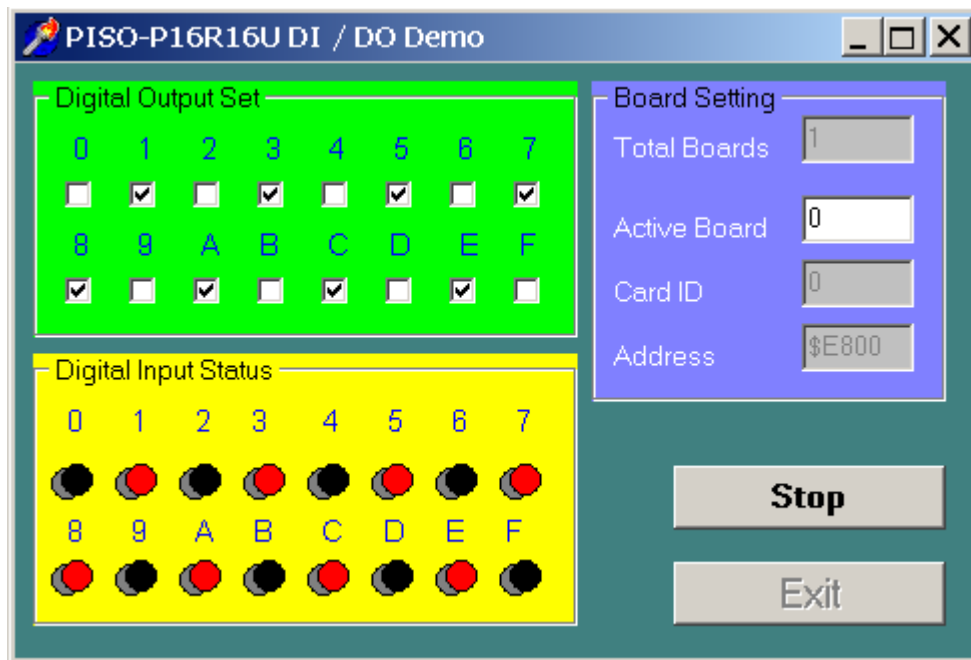 PISO-P16R16U DI / DO Demo
Digital Output Set
0 1 2 3 4 5 6 7
8 9 A B C D E F
Board Setting
Total Boards 1
Active Board 0
Card ID 0
Address $E800
Digital Input Status
0 1 2 3 4 5 6 7
8 9 A B C D E F
Stop
Exit